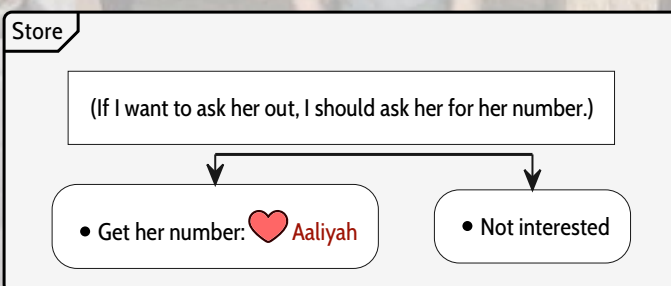 Store
(If I want to ask her out, I should ask her for her number.)
• Get her number: Aaliyah
• Not interested